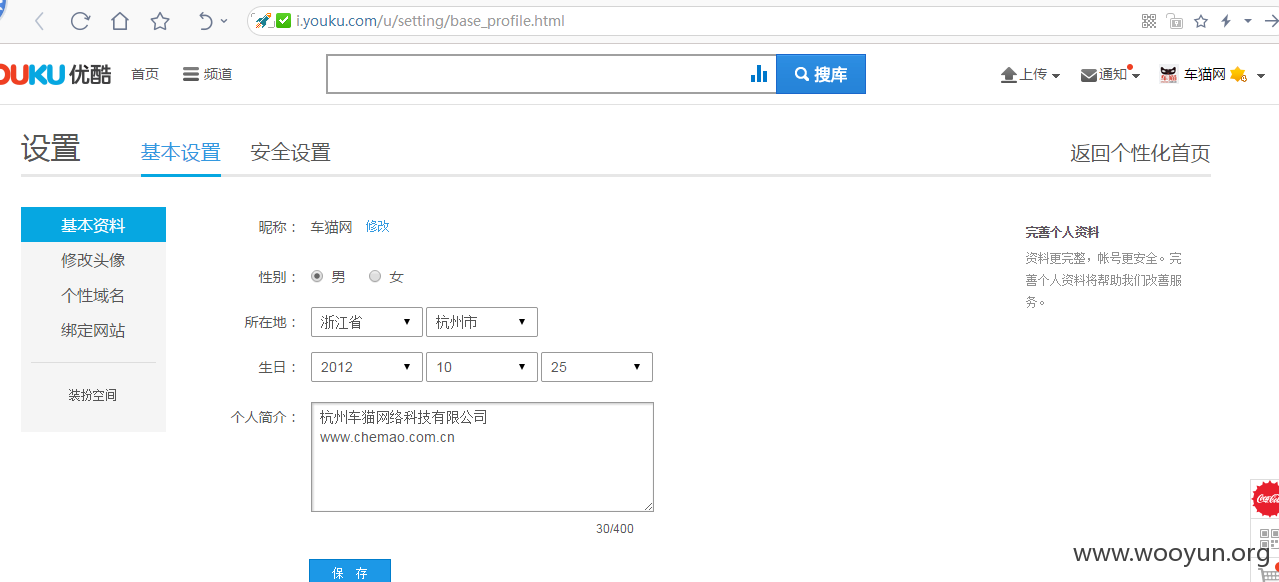 i.youku.com/u/setting/base_profile.html
YOUKU 优酷 首页 频道 搜库 上传 通知 车猫网
设置 基本设置 安全设置 返回个性化首页
基本资料
修改头像
个性域名
绑定网站
装扮空间
昵称： 车猫网 修改
性别： 男 女
所在地： 浙江省 杭州市
生日： 2012 10 25
个人简介： 杭州车猫网络科技有限公司
www.chemao.com.cn
30/400
保 存
完善个人资料
资料更完整，帐号更安全。完
善个人资料将帮助我们改善服
务。
www.wooyun.org